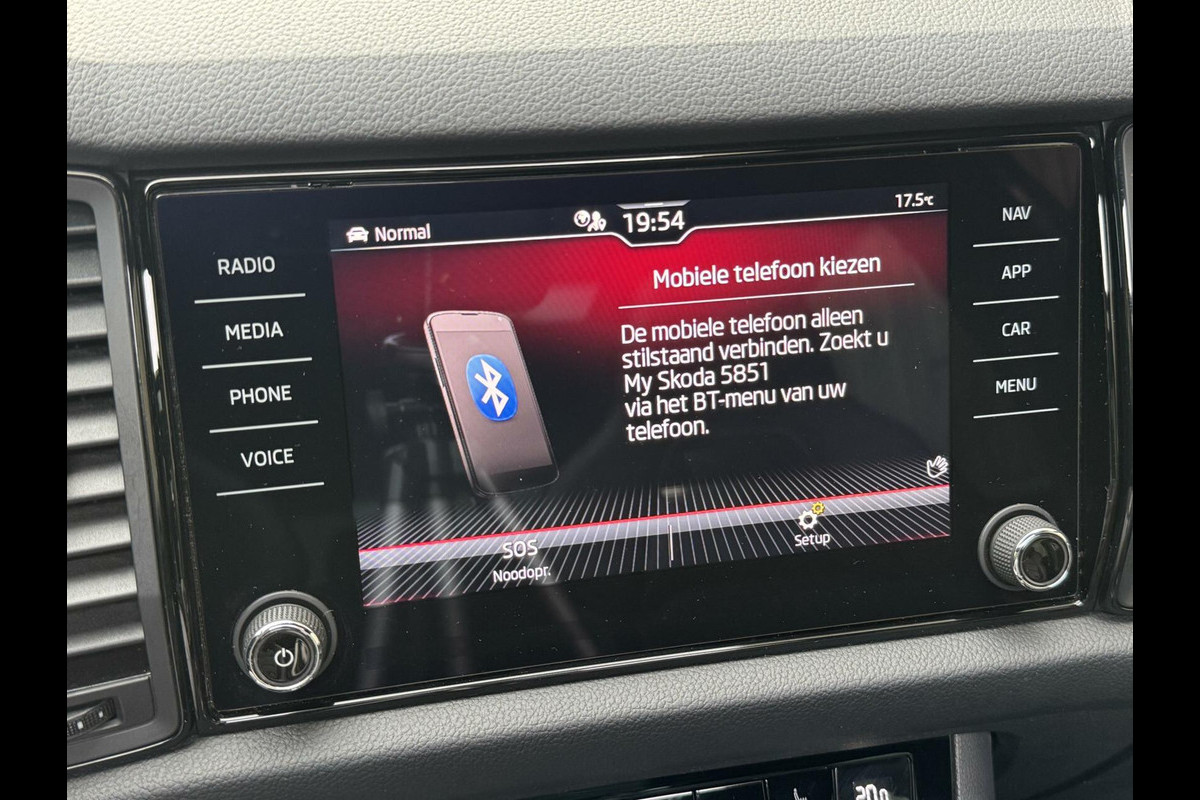 Normal
19:54
17.5°C
RADIO
MEDIA
PHONE
VOICE
Mobiele telefoon kiezen
De mobiele telefoon alleen
stilstaand verbinden. Zoekt u
My Skoda 5851
via het BT-menu van uw
telefoon.
SOS
Noodopr.
Setup
NAV
APP
CAR
MENU